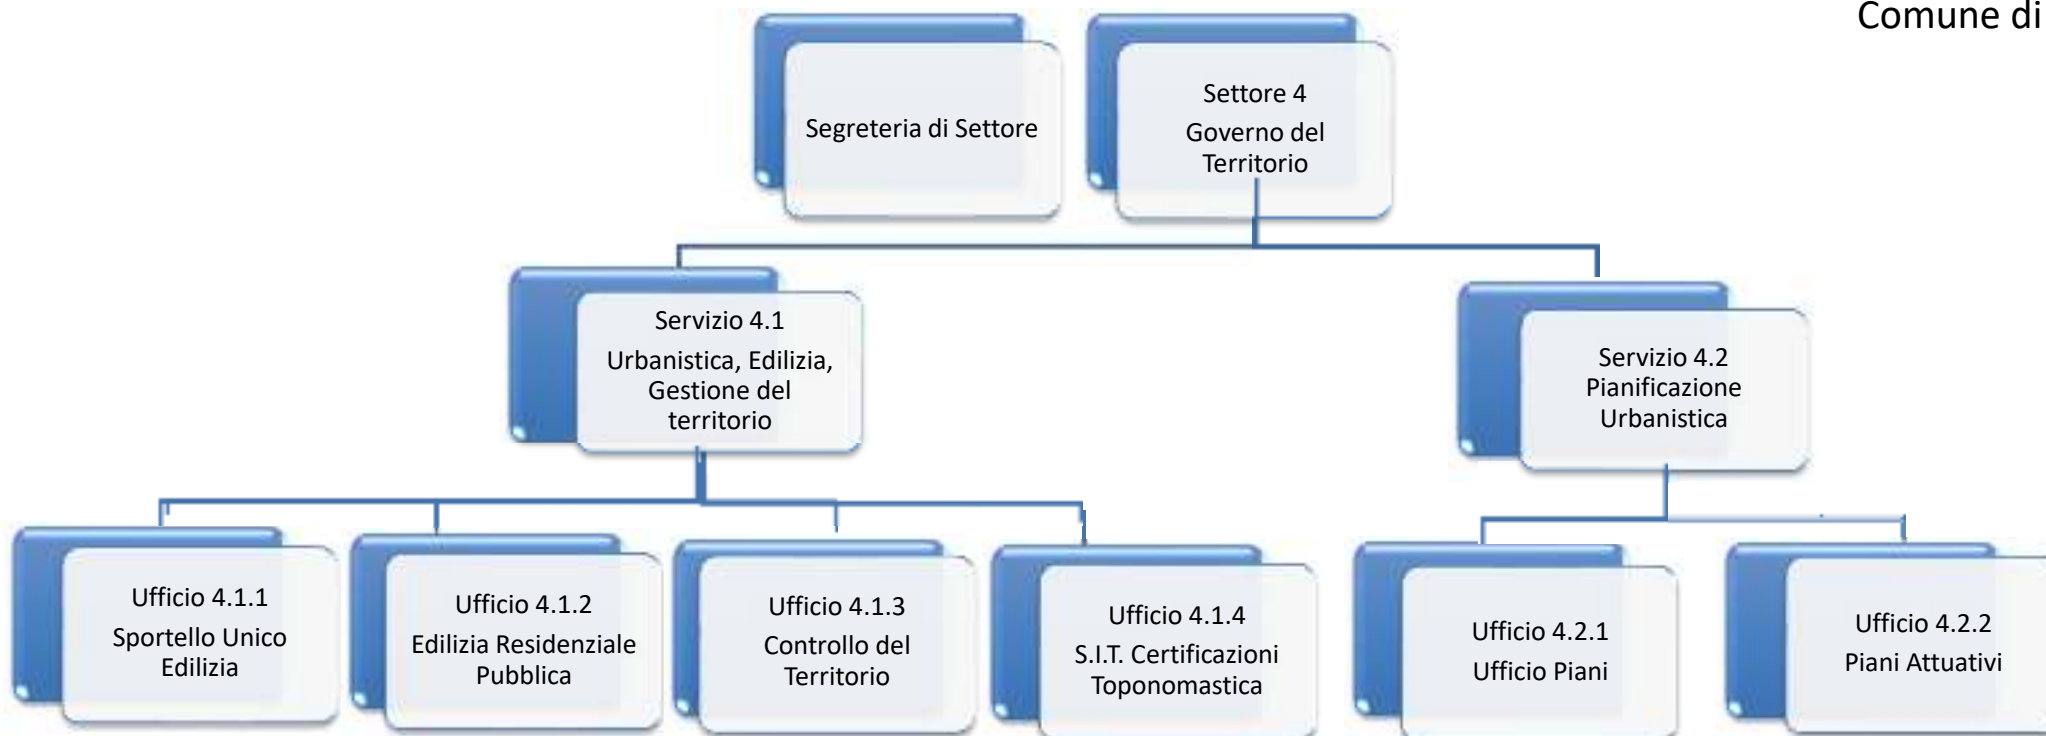 Comune di
Segreteria di Settore
Settore 4
Governo del
Territorio
Servizio 4.1
Urbanistica, Edilizia,
Gestione del
territorio
Servizio 4.2
Pianificazione
Urbanistica
Ufficio 4.1.1
Sportello Unico
Edilizia
Ufficio 4.1.2
Edilizia Residenziale
Pubblica
Ufficio 4.1.3
Controllo del
Territorio
Ufficio 4.1.4
S.I.T. Certificazioni
Toponomastica
Ufficio 4.2.1
Ufficio Piani
Ufficio 4.2.2
Piani Attuativi